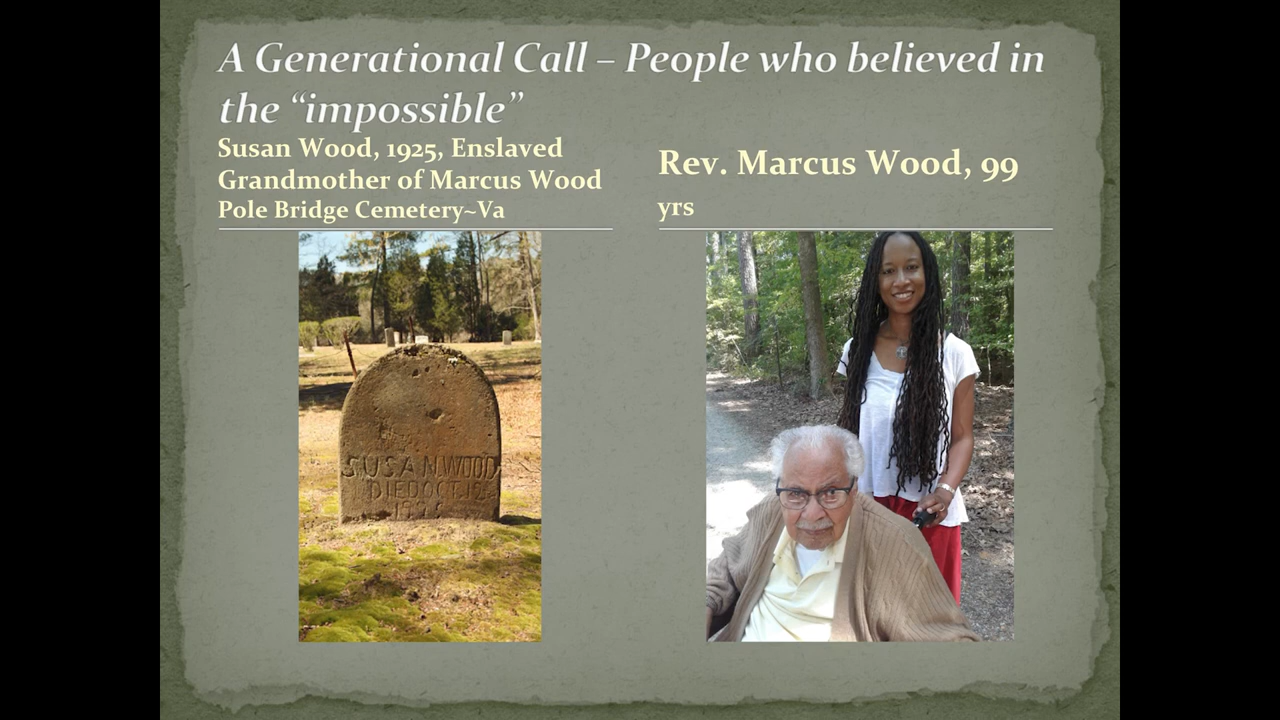 A Generational Call – People who believed in
the “impossible”
Susan Wood, 1925, Enslaved
Grandmother of Marcus Wood
Pole Bridge Cemetery~Va
Rev. Marcus Wood, 99
yrs
SUSAN WOOD
DIED OCT. 12
1925